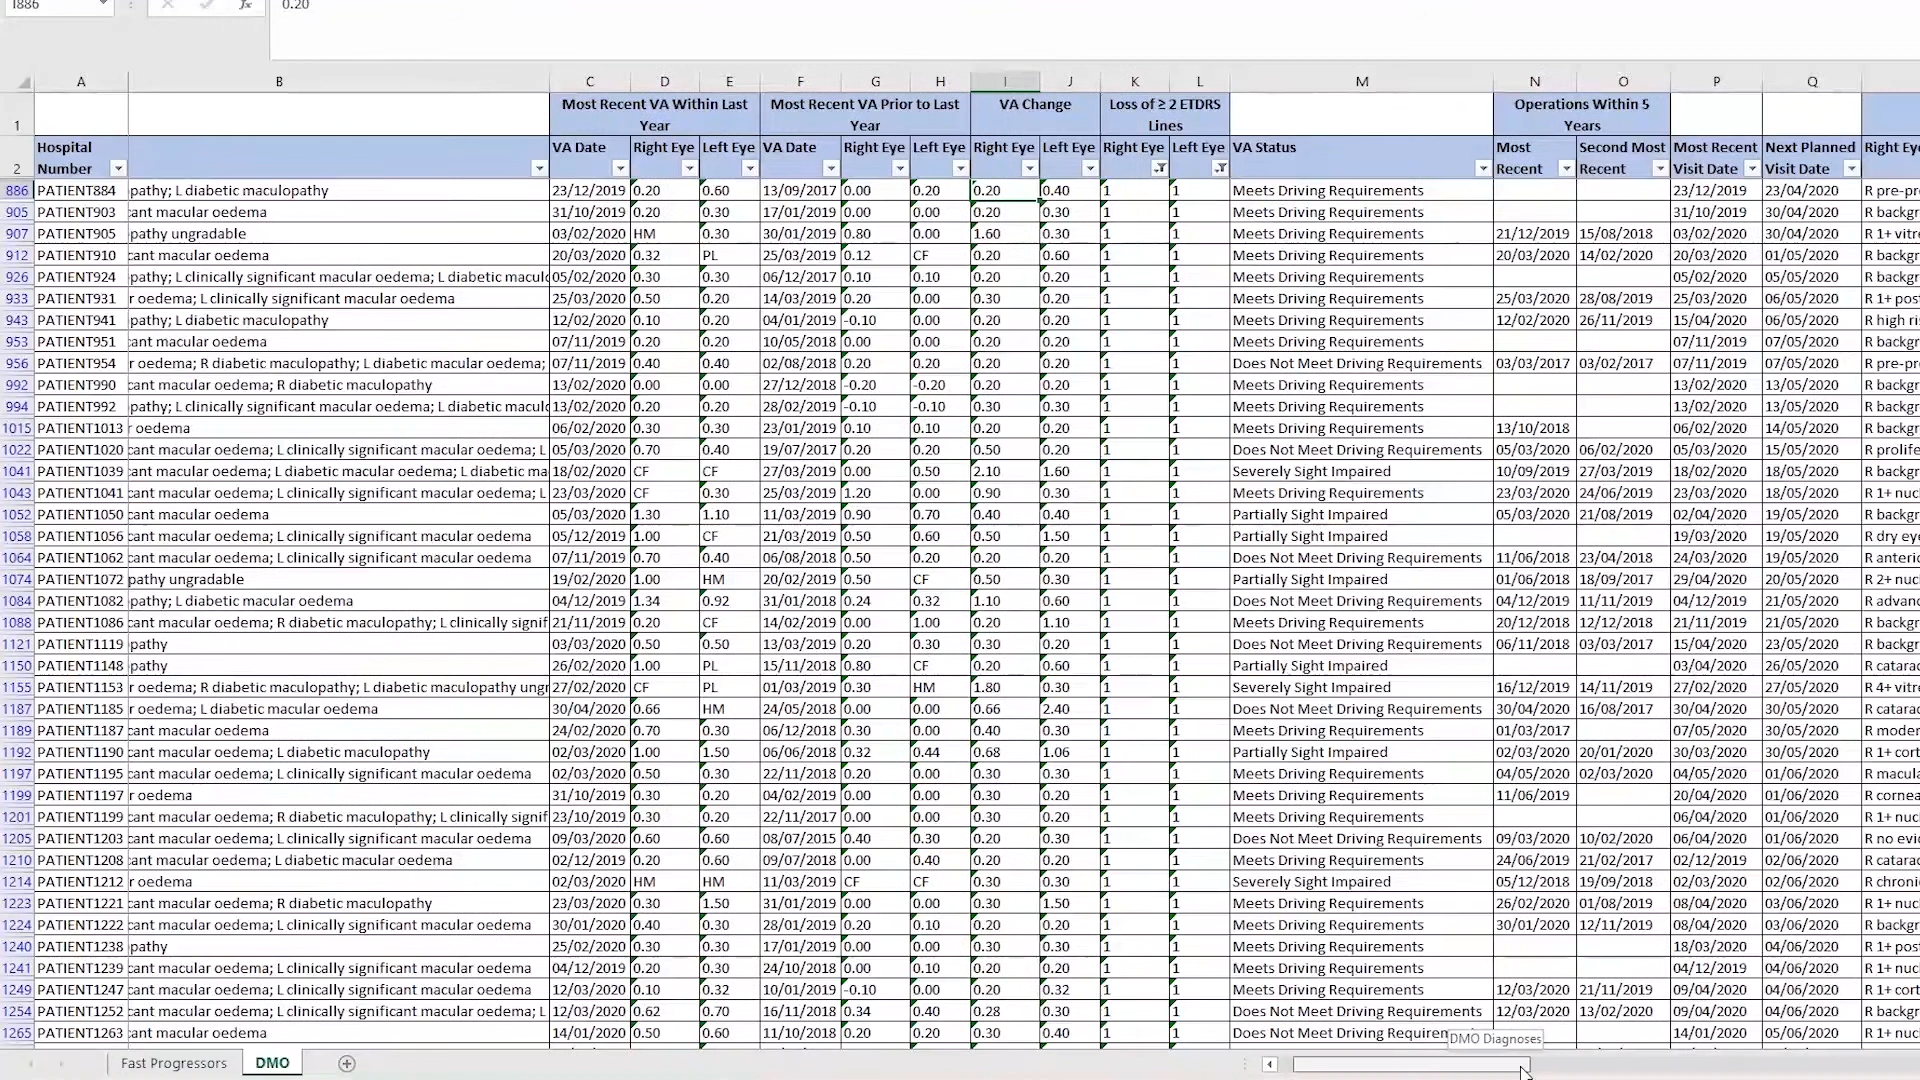 I886 fx 0.20
A B C D E F G H I J K L M N O P Q
1 Most Recent VA Within Last Year Most Recent VA Prior to Last Year VA Change Loss of ≥ 2 ETDRS Lines Operations Within 5 Years
2 Hospital Number VA Date Right Eye Left Eye VA Date Right Eye Left Eye Right Eye Left Eye Right Eye Left Eye VA Status Most Recent Second Most Recent Most Recent Visit Date Next Planned Visit Date Right Eye
886 PATIENT884 pathy; L diabetic maculopathy 23/12/2019 0.20 0.60 13/09/2017 0.00 0.20 0.20 0.40 1 1 Meets Driving Requirements 23/12/2019 23/04/2020 R pre-pr
905 PATIENT903 cant macular oedema 31/10/2019 0.20 0.30 17/01/2019 0.00 0.00 0.20 0.30 1 1 Meets Driving Requirements 31/10/2019 30/04/2020 R backgr
907 PATIENT905 pathy ungradable 03/02/2020 HM 0.30 30/01/2019 0.80 0.00 1.60 0.30 1 1 Meets Driving Requirements 21/12/2019 15/08/2018 03/02/2020 30/04/2020 R 1+ vitre
912 PATIENT910 cant macular oedema 20/03/2020 0.32 PL 25/03/2019 0.12 CF 0.20 0.60 1 1 Meets Driving Requirements 20/03/2020 14/02/2020 20/03/2020 01/05/2020 R backgr
926 PATIENT924 pathy; L clinically significant macular oedema; L diabetic macul 05/02/2020 0.30 0.30 06/12/2017 0.10 0.10 0.20 0.20 1 1 Meets Driving Requirements 05/02/2020 05/05/2020 R backgr
933 PATIENT931 r oedema; L clinically significant macular oedema 25/03/2020 0.50 0.20 14/03/2019 0.20 0.00 0.30 0.20 1 1 Meets Driving Requirements 25/03/2020 28/08/2019 25/03/2020 06/05/2020 R 1+ post
943 PATIENT941 pathy; L diabetic maculopathy 12/02/2020 0.10 0.20 04/01/2019 -0.10 0.00 0.20 0.20 1 1 Meets Driving Requirements 12/02/2020 26/11/2019 15/04/2020 06/05/2020 R high ris
953 PATIENT951 cant macular oedema 07/11/2019 0.20 0.20 10/05/2018 0.00 0.00 0.20 0.20 1 1 Meets Driving Requirements 07/11/2019 07/05/2020 R backgr
956 PATIENT954 r oedema; R diabetic maculopathy; L diabetic macular oedema; 07/11/2019 0.40 0.40 02/08/2018 0.20 0.20 0.20 0.20 1 1 Does Not Meet Driving Requirements 03/03/2017 03/02/2017 07/11/2019 07/05/2020 R pre-pr
992 PATIENT990 cant macular oedema; R diabetic maculopathy 13/02/2020 0.00 0.00 27/12/2018 -0.20 -0.20 0.20 0.20 1 1 Meets Driving Requirements 13/02/2020 13/05/2020 R backgr
994 PATIENT992 pathy; L clinically significant macular oedema; L diabetic macul 13/02/2020 0.20 0.20 28/02/2019 -0.10 -0.10 0.30 0.30 1 1 Meets Driving Requirements 13/02/2020 13/05/2020 R backgr
1015 PATIENT1013 r oedema 06/02/2020 0.30 0.30 23/01/2019 0.10 0.10 0.20 0.20 1 1 Meets Driving Requirements 13/10/2018 06/02/2020 14/05/2020 R backgr
1022 PATIENT1020 cant macular oedema; L clinically significant macular oedema; L 05/03/2020 0.70 0.40 19/07/2017 0.20 0.20 0.50 0.20 1 1 Does Not Meet Driving Requirements 05/03/2020 06/02/2020 05/03/2020 15/05/2020 R prolife
1041 PATIENT1039 cant macular oedema; L diabetic macular oedema; L diabetic ma 18/02/2020 CF CF 27/03/2019 0.00 0.50 2.10 1.60 1 1 Severely Sight Impaired 10/09/2019 27/03/2019 18/02/2020 18/05/2020 R backgr
1043 PATIENT1041 cant macular oedema; L clinically significant macular oedema; L 23/03/2020 CF 0.30 25/03/2019 1.20 0.00 0.90 0.30 1 1 Meets Driving Requirements 23/03/2020 24/06/2019 23/03/2020 18/05/2020 R 1+ nucl
1052 PATIENT1050 cant macular oedema 05/03/2020 1.30 1.10 11/03/2019 0.90 0.70 0.40 0.40 1 1 Partially Sight Impaired 05/03/2020 21/08/2019 02/04/2020 19/05/2020 R backgr
1058 PATIENT1056 cant macular oedema; L clinically significant macular oedema 05/12/2019 1.00 CF 21/03/2019 0.50 0.60 0.50 1.50 1 1 Partially Sight Impaired 19/03/2020 19/05/2020 R dry eye
1064 PATIENT1062 cant macular oedema; L clinically significant macular oedema 07/11/2019 0.70 0.40 06/08/2018 0.50 0.20 0.20 0.20 1 1 Does Not Meet Driving Requirements 11/06/2018 23/04/2018 24/03/2020 19/05/2020 R anterio
1074 PATIENT1072 pathy ungradable 19/02/2020 1.00 HM 20/02/2019 0.50 CF 0.50 0.30 1 1 Partially Sight Impaired 01/06/2018 18/09/2017 29/04/2020 20/05/2020 R 2+ nucl
1084 PATIENT1082 pathy; L diabetic macular oedema 04/12/2019 1.34 0.92 31/01/2018 0.24 0.32 1.10 0.60 1 1 Does Not Meet Driving Requirements 04/12/2019 11/11/2019 04/12/2019 21/05/2020 R advanc
1088 PATIENT1086 cant macular oedema; R diabetic maculopathy; L clinically signif 21/11/2019 0.20 CF 14/02/2019 0.00 1.00 0.20 1.10 1 1 Meets Driving Requirements 20/12/2018 12/12/2018 21/11/2019 21/05/2020 R backgr
1121 PATIENT1119 pathy 03/03/2020 0.50 0.50 13/03/2019 0.20 0.30 0.30 0.20 1 1 Does Not Meet Driving Requirements 06/11/2018 03/03/2017 15/04/2020 23/05/2020 R backgr
1150 PATIENT1148 pathy 26/02/2020 1.00 PL 15/11/2018 0.80 CF 0.20 0.60 1 1 Partially Sight Impaired 03/04/2020 26/05/2020 R catarac
1155 PATIENT1153 r oedema; R diabetic maculopathy; L diabetic maculopathy ungr 27/02/2020 CF PL 01/03/2019 0.30 HM 1.80 0.30 1 1 Severely Sight Impaired 16/12/2019 14/11/2019 27/02/2020 27/05/2020 R 4+ vitre
1187 PATIENT1185 r oedema; L diabetic macular oedema 30/04/2020 0.66 HM 24/05/2018 0.00 0.00 0.66 2.40 1 1 Does Not Meet Driving Requirements 30/04/2020 16/08/2017 30/04/2020 30/05/2020 R catarac
1189 PATIENT1187 cant macular oedema 24/02/2020 0.70 0.30 06/12/2018 0.30 0.00 0.40 0.30 1 1 Meets Driving Requirements 01/03/2017 07/05/2020 30/05/2020 R moder
1192 PATIENT1190 cant macular oedema; L diabetic maculopathy 02/03/2020 1.00 1.50 06/06/2018 0.32 0.44 0.68 1.06 1 1 Partially Sight Impaired 02/03/2020 20/01/2020 30/03/2020 30/05/2020 R 1+ cort
1197 PATIENT1195 cant macular oedema; L clinically significant macular oedema 02/03/2020 0.50 0.30 22/11/2018 0.20 0.00 0.30 0.30 1 1 Meets Driving Requirements 04/05/2020 02/03/2020 04/05/2020 01/06/2020 R macula
1199 PATIENT1197 r oedema 31/10/2019 0.30 0.20 04/02/2019 0.00 0.00 0.30 0.20 1 1 Meets Driving Requirements 11/06/2019 20/04/2020 01/06/2020 R cornea
1201 PATIENT1199 cant macular oedema; R diabetic maculopathy; L clinically signif 23/10/2019 0.30 0.20 22/11/2017 0.00 0.00 0.30 0.20 1 1 Meets Driving Requirements 06/04/2020 01/06/2020 R 1+ nucl
1205 PATIENT1203 cant macular oedema; L clinically significant macular oedema 09/03/2020 0.60 0.60 08/07/2015 0.40 0.30 0.20 0.30 1 1 Does Not Meet Driving Requirements 09/03/2020 10/02/2020 06/04/2020 01/06/2020 R no evid
1210 PATIENT1208 cant macular oedema; L diabetic macular oedema 02/12/2019 0.20 0.60 09/07/2018 0.00 0.40 0.20 0.20 1 1 Meets Driving Requirements 24/06/2019 21/02/2017 02/12/2019 02/06/2020 R catarac
1214 PATIENT1212 r oedema 02/03/2020 HM HM 11/03/2019 CF CF 0.30 0.30 1 1 Severely Sight Impaired 05/12/2018 19/09/2018 02/03/2020 02/06/2020 R chronic
1223 PATIENT1221 cant macular oedema; R diabetic maculopathy 23/03/2020 0.30 1.50 31/01/2019 0.00 0.00 0.30 1.50 1 1 Meets Driving Requirements 26/02/2020 01/08/2019 08/04/2020 03/06/2020 R 1+ nucl
1224 PATIENT1222 cant macular oedema; L clinically significant macular oedema 30/01/2020 0.40 0.30 28/01/2019 0.20 0.10 0.20 0.20 1 1 Meets Driving Requirements 30/01/2020 12/11/2019 08/04/2020 03/06/2020 R backgr
1240 PATIENT1238 pathy 25/02/2020 0.30 0.30 17/01/2019 0.00 0.00 0.30 0.30 1 1 Meets Driving Requirements 18/03/2020 04/06/2020 R 1+ post
1241 PATIENT1239 cant macular oedema; L clinically significant macular oedema 04/12/2019 0.20 0.30 24/10/2018 0.00 0.10 0.20 0.20 1 1 Meets Driving Requirements 04/12/2019 04/06/2020 R 1+ nucl
1249 PATIENT1247 cant macular oedema 12/03/2020 0.10 0.32 10/01/2019 -0.10 0.00 0.20 0.32 1 1 Meets Driving Requirements 12/03/2020 21/11/2019 09/04/2020 04/06/2020 R 1+ cort
1254 PATIENT1252 cant macular oedema; L clinically significant macular oedema; L 12/03/2020 0.62 0.70 16/11/2018 0.34 0.40 0.28 0.30 1 1 Does Not Meet Driving Requirements 12/03/2020 13/02/2020 09/04/2020 04/06/2020 R backgr
1265 PATIENT1263 cant macular oedema 14/01/2020 0.50 0.60 11/10/2018 0.20 0.20 0.30 0.40 1 1 Does Not Meet Driving Requirem 14/01/2020 05/06/2020 R 1+ nucl
DMO Diagnoses
Fast Progressors DMO